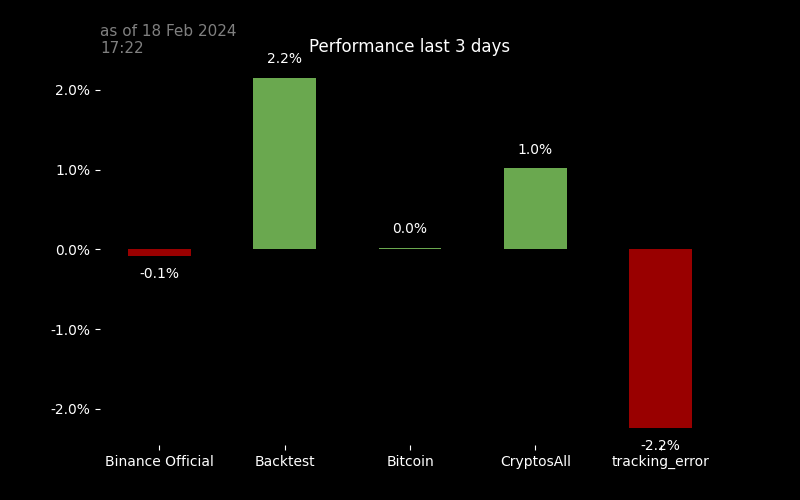 as of 18 Feb 2024
17:22
Performance last 3 days
2.2%
2.0%
1.0%
1.0%
0.0%
0.0%
-0.1%
-1.0%
-2.0%
-2.2%
Binance Official
Backtest
Bitcoin
CryptosAll
tracking_error